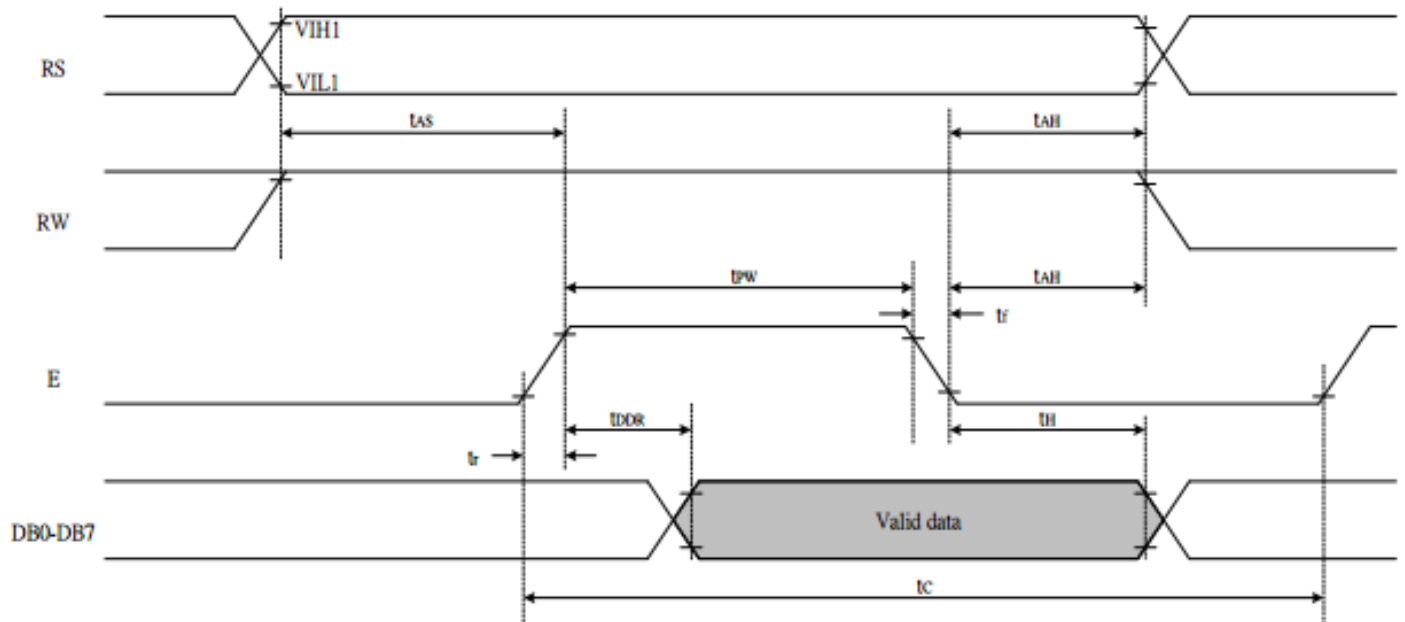 VIH1
RS
VIL1
tAS
tAH
RW
tPW
tAH
tf
E
tDDR
tH
tr
Valid data
DB0-DB7
tC